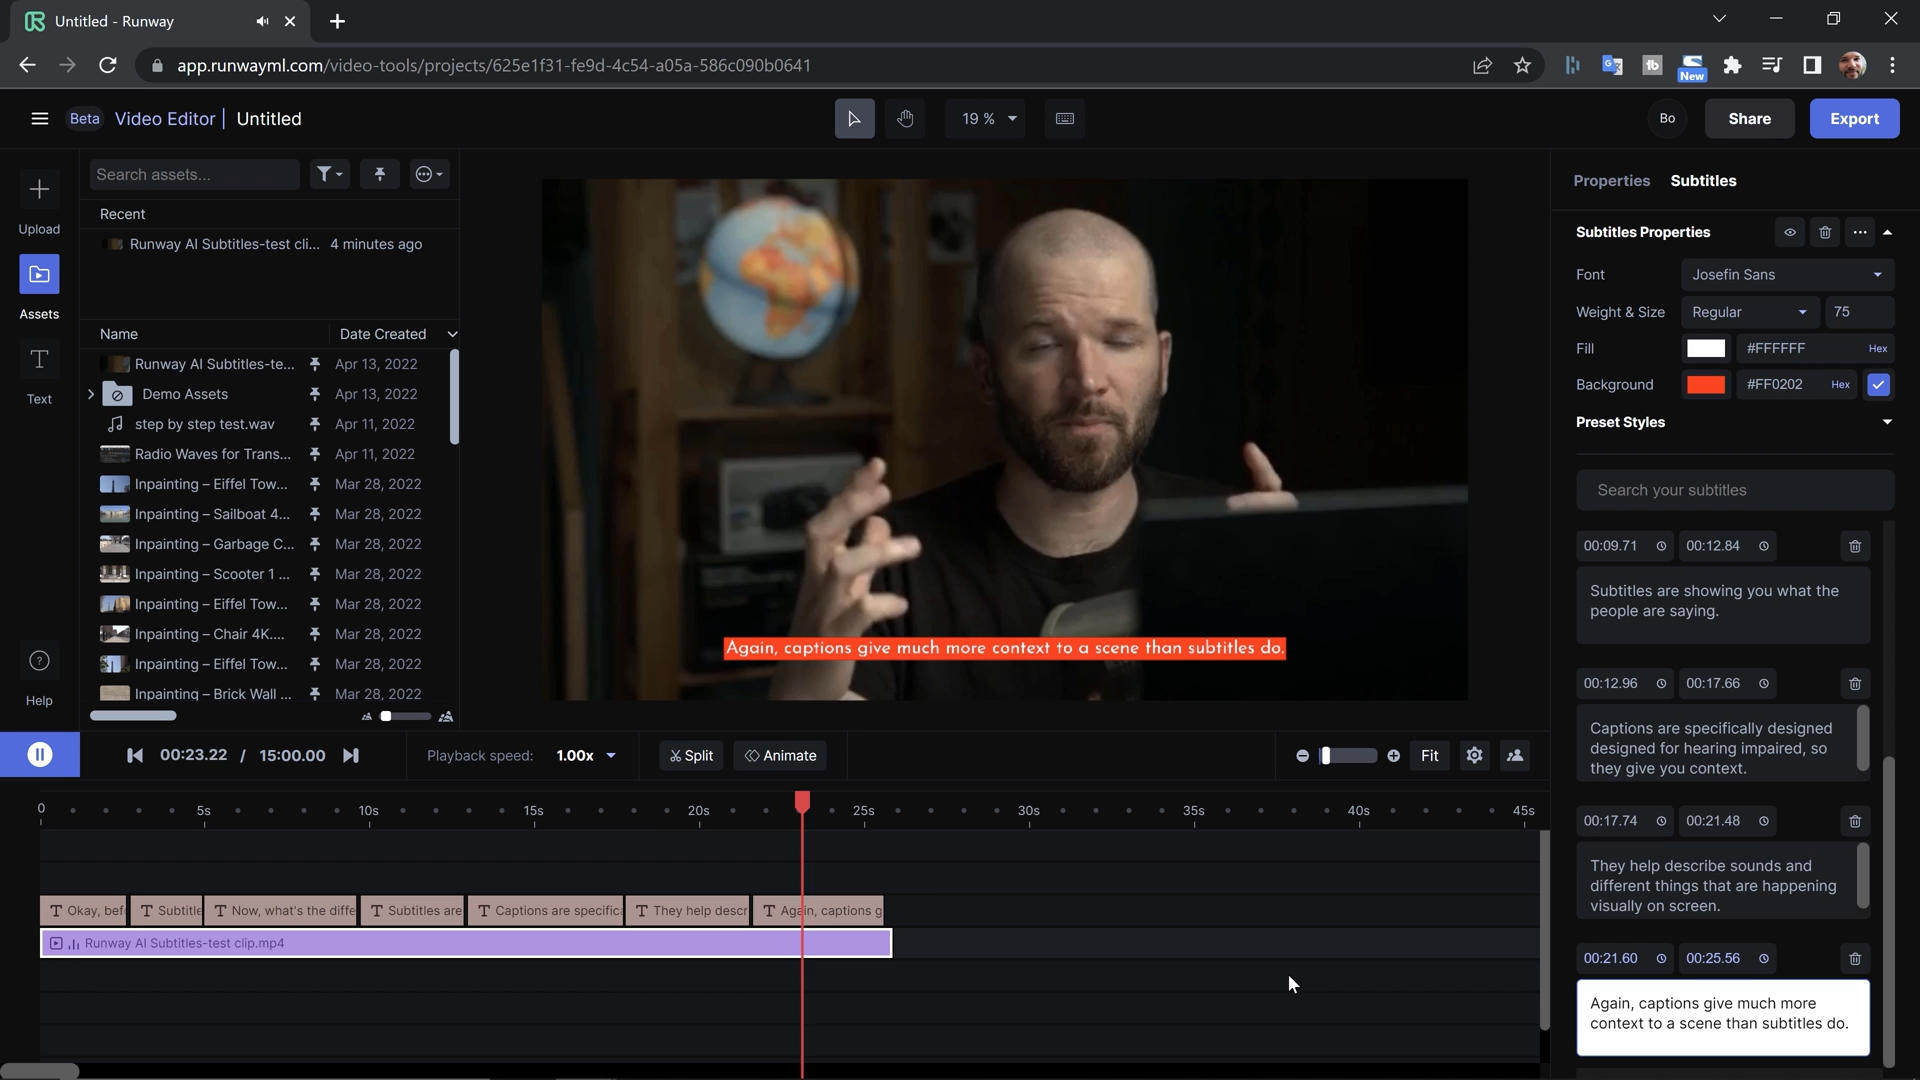 Untitled - Runway
app.runwayml.com/video-tools/projects/625e1f31-fe9d-4c54-a05a-586c090b0641
New
Beta Video Editor | Untitled
19 %
Bo
Share
Export
Upload
Assets
Text
Help
Search assets...
Recent
Runway AI Subtitles-test cli... 4 minutes ago
Name Date Created
Runway AI Subtitles-te... Apr 13, 2022
Demo Assets Apr 13, 2022
step by step test.wav Apr 11, 2022
Radio Waves for Trans... Apr 11, 2022
Inpainting – Eiffel Tow... Mar 28, 2022
Inpainting – Sailboat 4... Mar 28, 2022
Inpainting – Garbage C... Mar 28, 2022
Inpainting – Scooter 1 ... Mar 28, 2022
Inpainting – Eiffel Tow... Mar 28, 2022
Inpainting – Chair 4K.... Mar 28, 2022
Inpainting – Eiffel Tow... Mar 28, 2022
Inpainting – Brick Wall ... Mar 28, 2022
Again, captions give much more context to a scene than subtitles do.
Properties Subtitles
Subtitles Properties
Font Josefin Sans
Weight & Size Regular 75
Fill #FFFFFF Hex
Background #FF0202 Hex
Preset Styles
Search your subtitles
00:09.71 00:12.84
Subtitles are showing you what the
people are saying.
00:12.96 00:17.66
Captions are specifically designed
designed for hearing impaired, so
they give you context.
00:17.74 00:21.48
They help describe sounds and
different things that are happening
visually on screen.
00:21.60 00:25.56
Again, captions give much more
context to a scene than subtitles do.
00:23.22 / 15:00.00
Playback speed: 1.00x
Split
Animate
Fit
0 5s 10s 15s 20s 25s 30s 35s 40s 45s
T Okay, bef T Subtitle T Now, what's the diffe T Subtitles are T Captions are specifica T They help descr T Again, captions g
Runway AI Subtitles-test clip.mp4